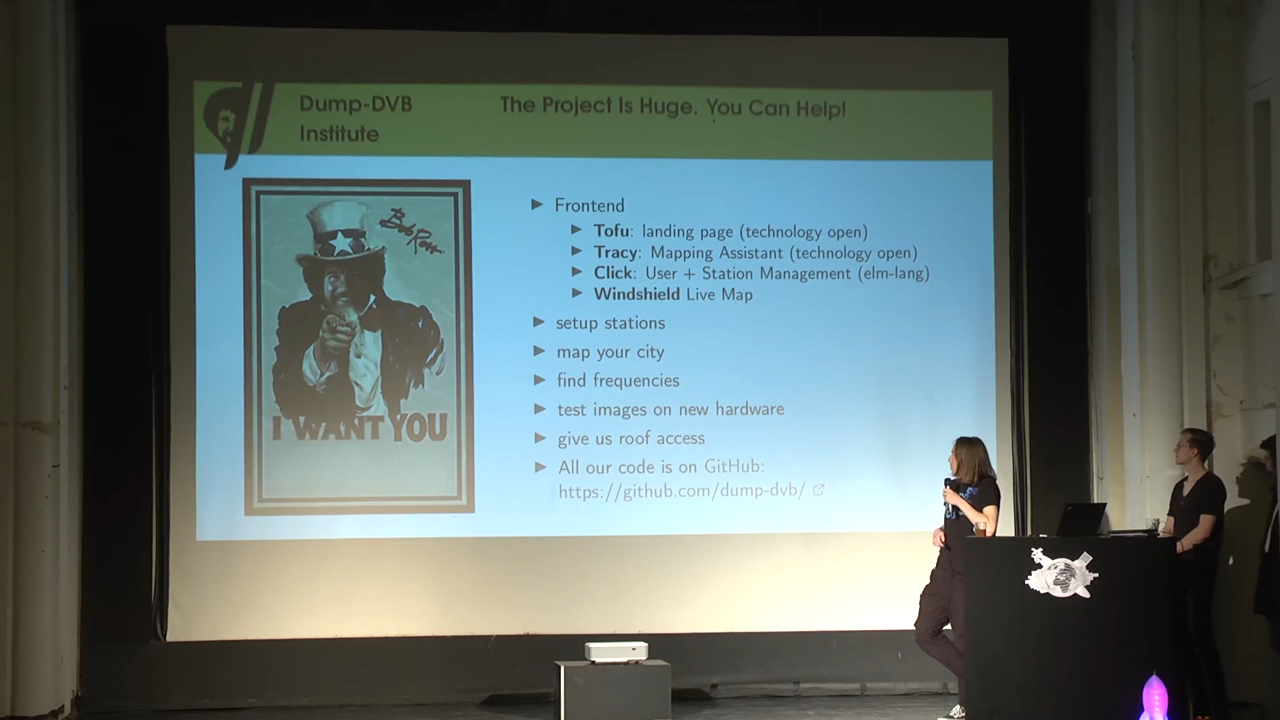 Dump-DVB
Institute
The Project Is Huge. You Can Help!
Bob Ross
I WANT YOU
▶ Frontend
▶ Tofu: landing page (technology open)
▶ Tracy: Mapping Assistant (technology open)
▶ Click: User + Station Management (elm-lang)
▶ Windshield Live Map
▶ setup stations
▶ map your city
▶ find frequencies
▶ test images on new hardware
▶ give us roof access
▶ All our code is on GitHub:
https://github.com/dump-dvb/